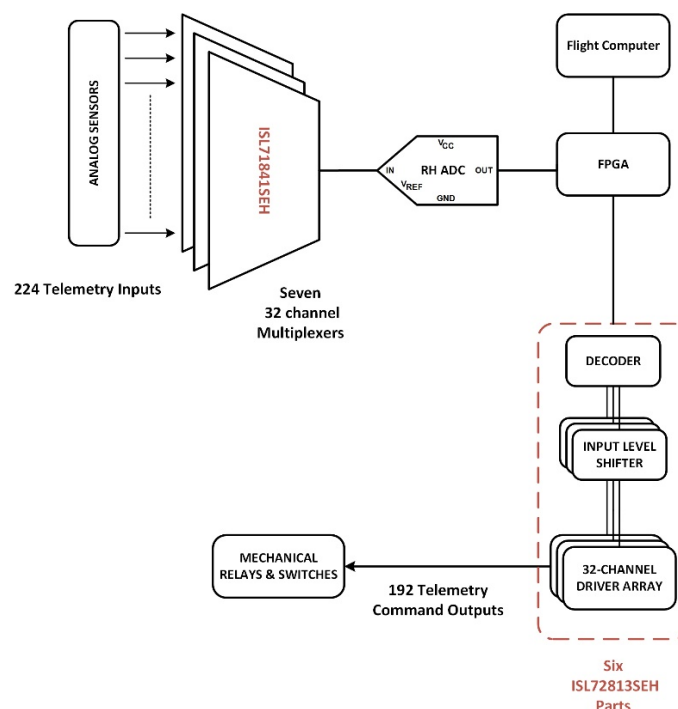 Flight Computer
ANALOG SENSORS
ISL71841SEH
VCC
IN
RH ADC
OUT
VREF
GND
FPGA
224 Telemetry Inputs
Seven
32 channel
Multiplexers
DECODER
INPUT LEVEL
SHIFTER
MECHANICAL
RELAYS & SWITCHES
32-CHANNEL
DRIVER ARRAY
192 Telemetry
Command Outputs
Six
ISL72813SEH
Parts